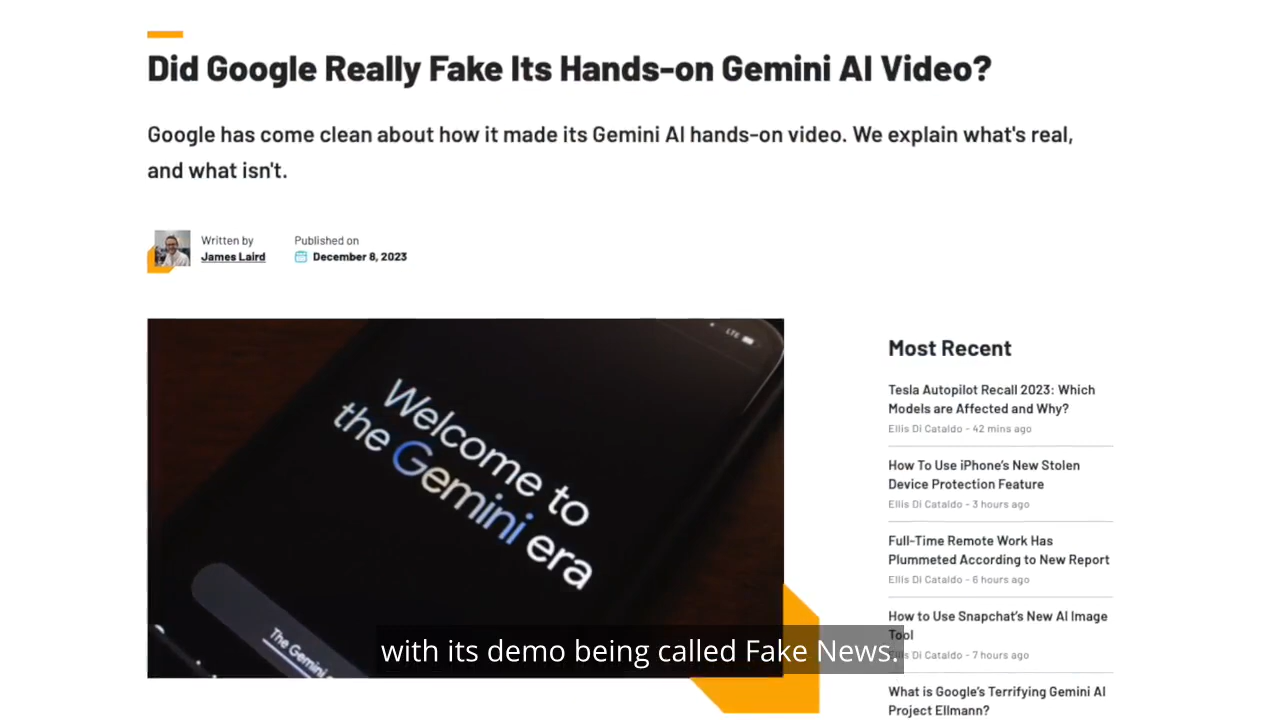 Did Google Really Fake Its Hands-on Gemini AI Video?
Google has come clean about how it made its Gemini AI hands-on video. We explain what's real,
and what isn't.
Written by
James Laird
Published on
December 8, 2023
LTE
Welcome to
the Gemini era
The Gemini
Most Recent
Tesla Autopilot Recall 2023: Which
Models are Affected and Why?
Ellis Di Cataldo - 42 mins ago
How To Use iPhone's New Stolen
Device Protection Feature
Ellis Di Cataldo - 3 hours ago
Full-Time Remote Work Has
Plummeted According to New Report
Ellis Di Cataldo - 6 hours ago
How to Use Snapchat's New AI Image
Tool
Ellis Di Cataldo - 7 hours ago
What is Google's Terrifying Gemini AI
Project Ellmann?
with its demo being called Fake News.